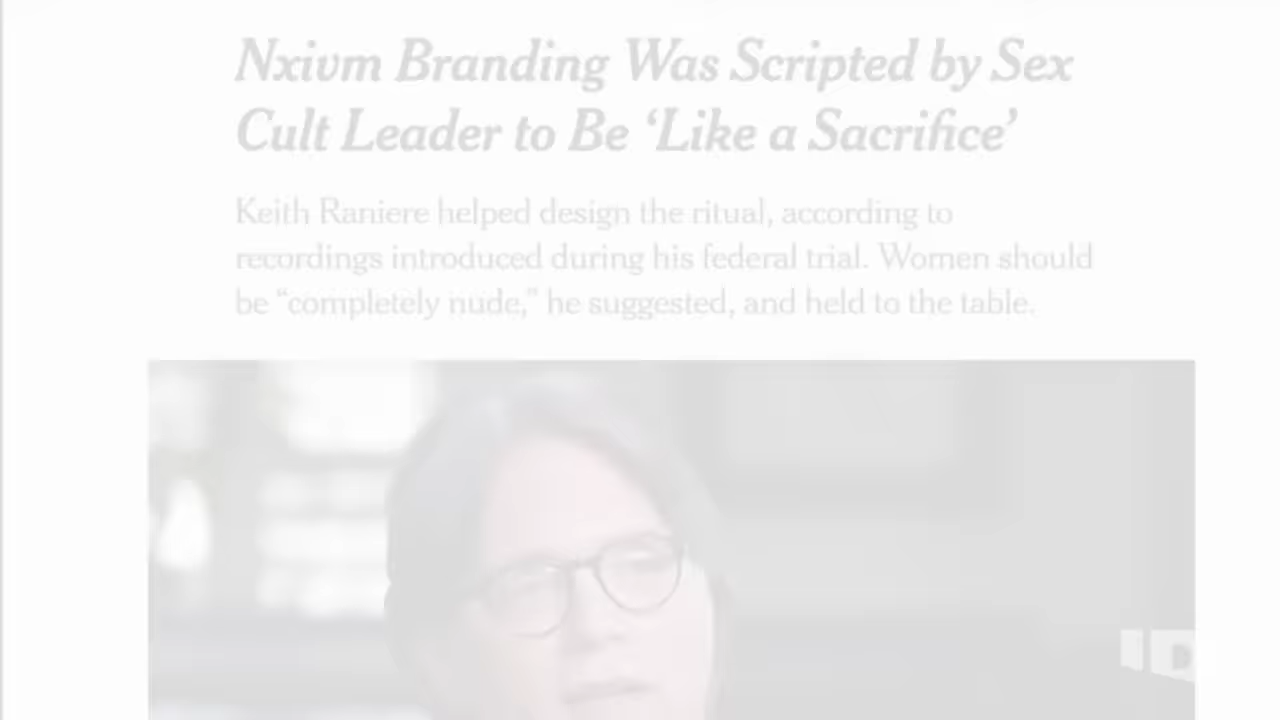 Nxivm Branding Was Scripted by Sex
Cult Leader to Be ‘Like a Sacrifice’
Keith Raniere helped design the ritual, according to
recordings introduced during his federal trial. Women should
be “completely nude,” he suggested, and held to the table.
ID